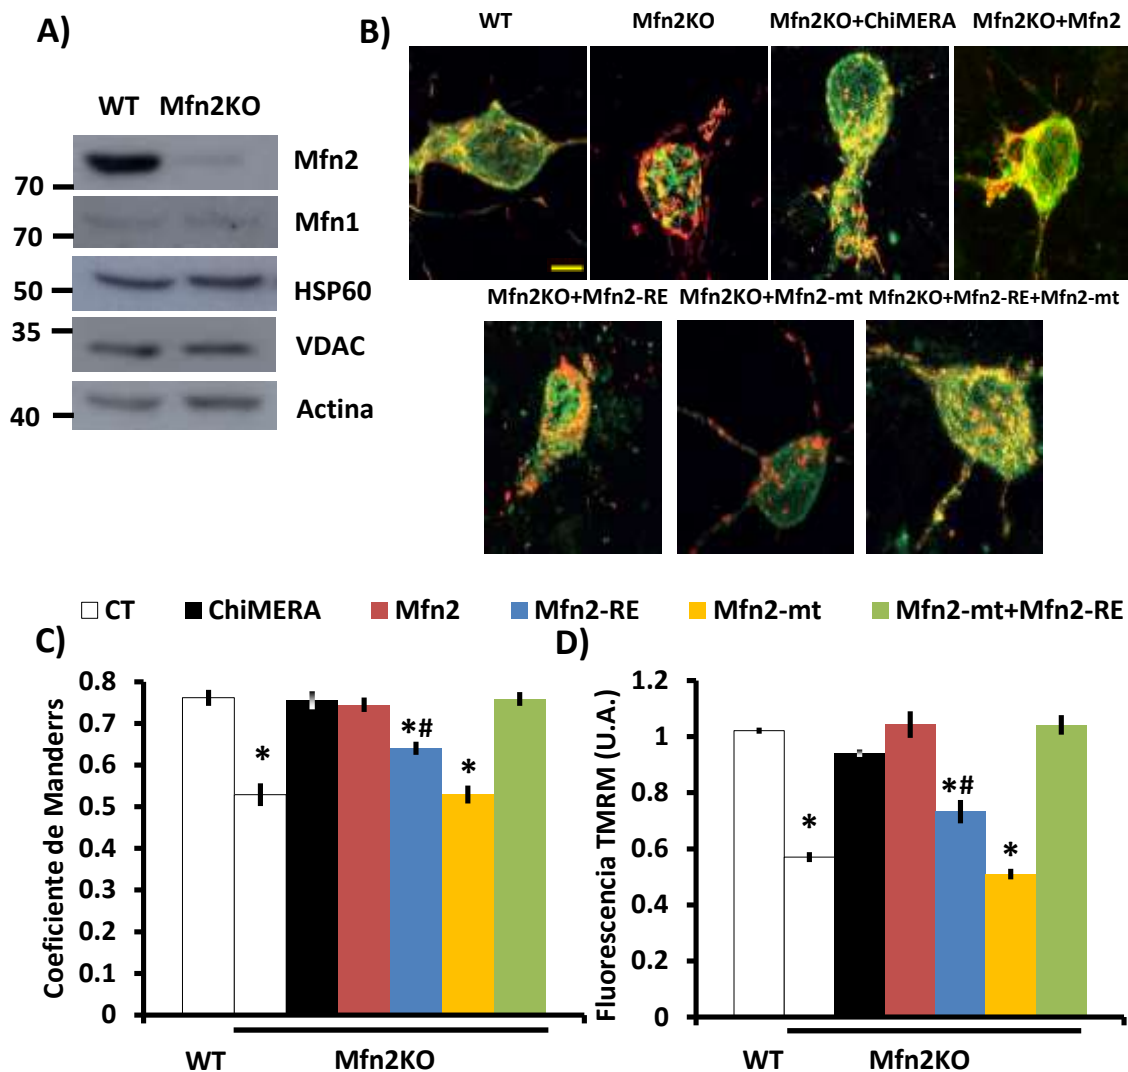 A)
WT Mfn2KO
Mfn2
70
Mfn1
70
HSP60
50
35
VDAC
Actina
40
B)
WT Mfn2KO Mfn2KO+ChiMERA Mfn2KO+Mfn2
Mfn2KO+Mfn2-RE Mfn2KO+Mfn2-mt Mfn2KO+Mfn2-RE+Mfn2-mt
CT ChiMERA Mfn2 Mfn2-RE Mfn2-mt Mfn2-mt+Mfn2-RE
C)
Coeficiente de Manderrs
0.8
0.7
0.6
0.5
0.4
0.3
0.2
0.1
0
*
*#
*
WT Mfn2KO
D)
Fluorescencia TMRM (U.A.)
1.2
1
0.8
0.6
0.4
0.2
0
*
*#
*
WT Mfn2KO